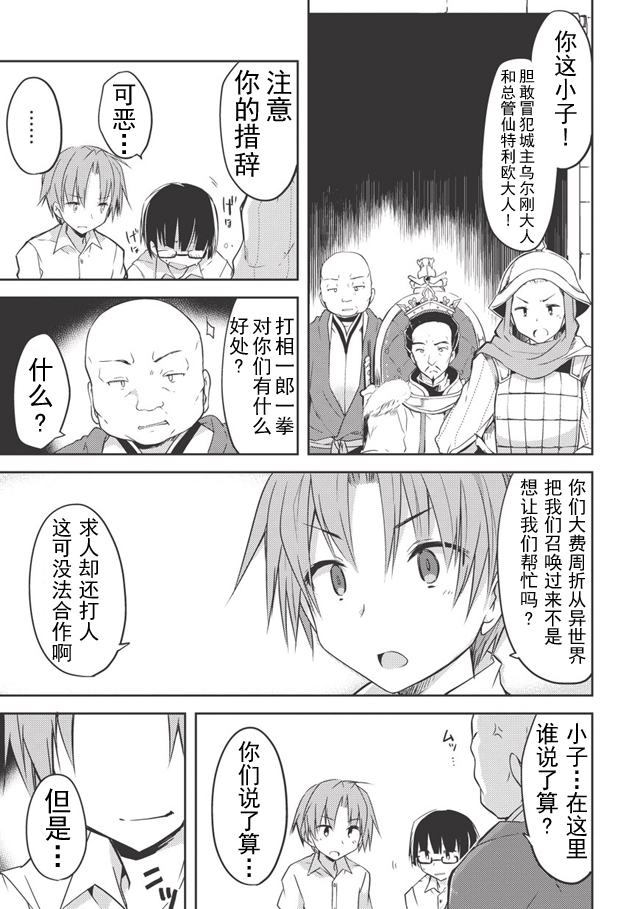 你这小子！
胆敢冒犯城主乌尔刚大人
和总管仙特利欧大人！
注意
你的措辞
可恶…
げほ
げほ
……
打相一郎一拳
对你们有什么
好处？
什么？
你们大费周折从异世界
把我们召唤过来不是
想让我们帮忙吗？
求人却还打人
这可没法合作啊
小子…在这里
谁说了算？
你们说了算…
但是…